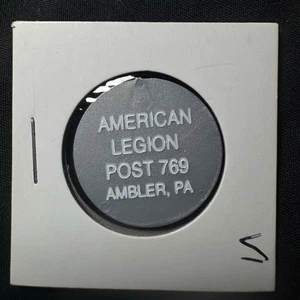 AMERICAN
LEGION
POST 769
AMBLER, PA